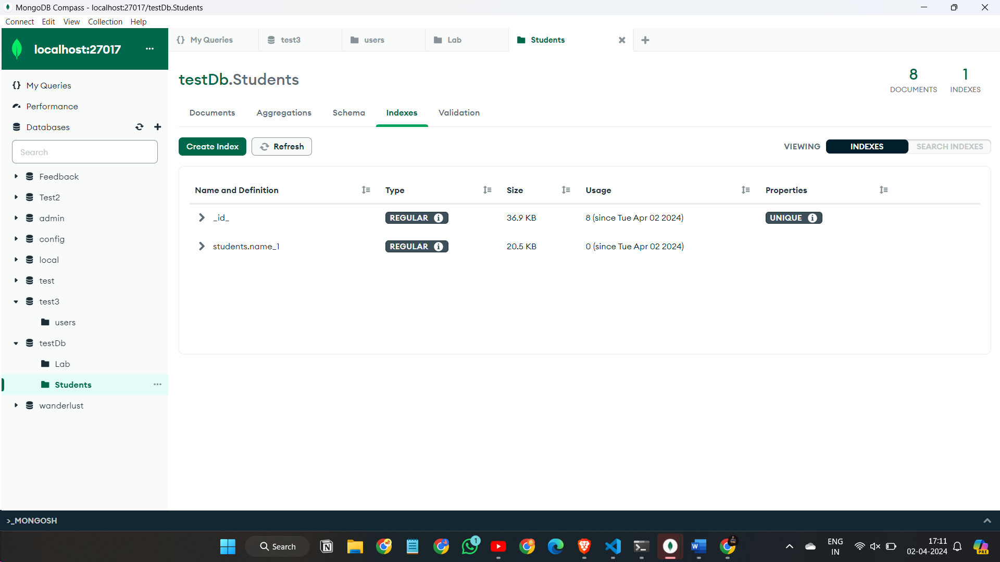 MongoDB Compass - localhost:27017/testDb.Students
Connect Edit View Collection Help
localhost:27017
My Queries
Performance
Databases
Search
Feedback
Test2
admin
config
local
test
test3
users
testDb
Lab
Students
wanderlust
My Queries test3 users Lab Students
testDb.Students
8 DOCUMENTS
1 INDEXES
Documents Aggregations Schema Indexes Validation
Create Index Refresh
VIEWING INDEXES SEARCH INDEXES
Name and Definition Type Size Usage Properties
_id_ REGULAR 36.9 KB 8 (since Tue Apr 02 2024) UNIQUE
students.name_1 REGULAR 20.5 KB 0 (since Tue Apr 02 2024)
>_MONGOSH
Search
1
ENG
IN
17:11
02-04-2024
PRE